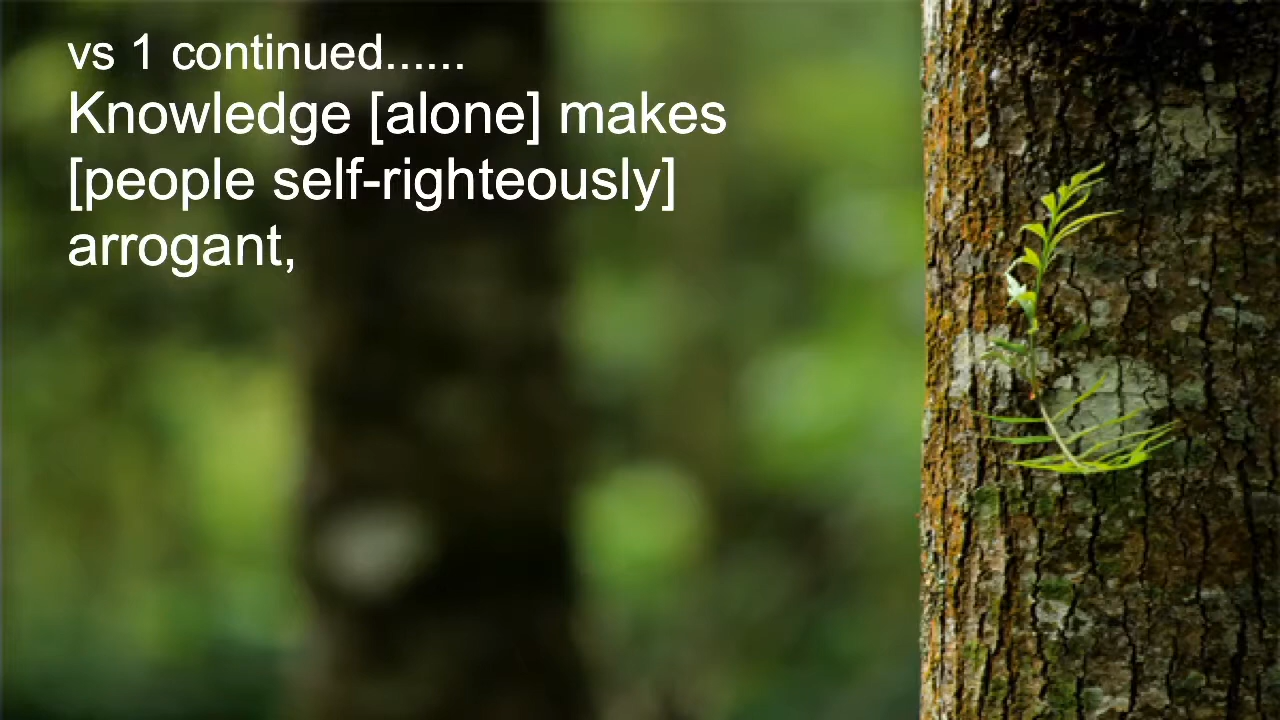 vs 1 continued......
Knowledge [alone] makes
[people self-righteously]
arrogant,